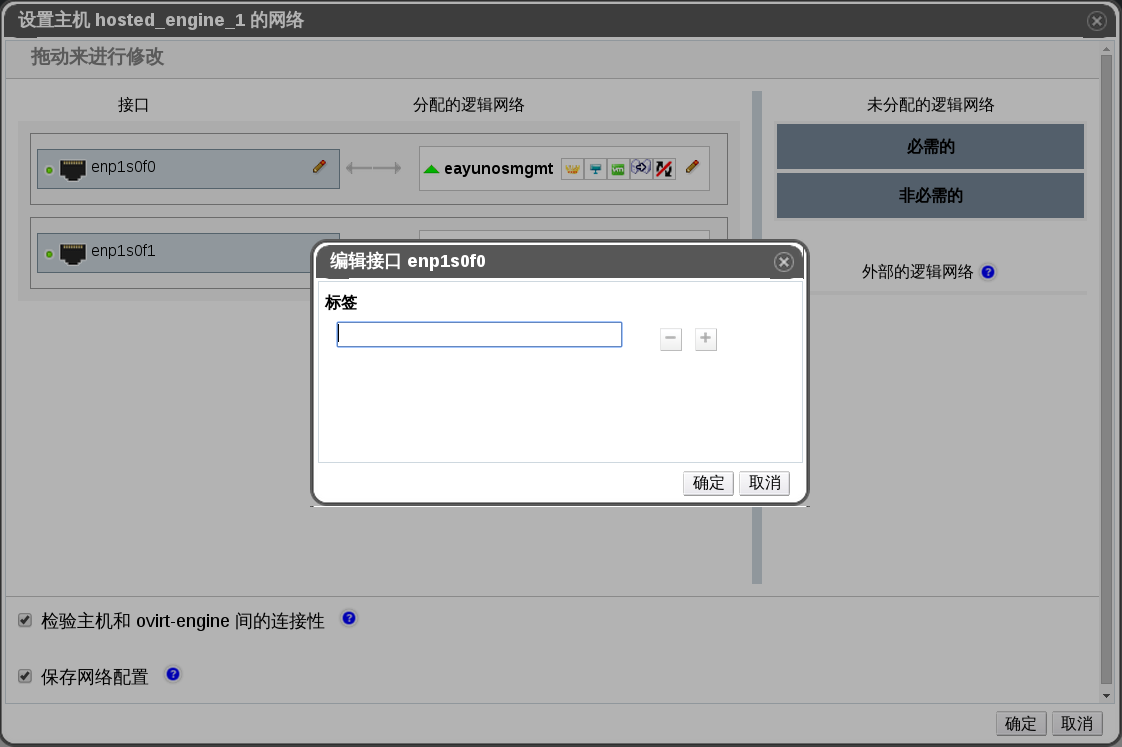 设置主机 hosted_engine_1 的网络
拖动来进行修改
接口 分配的逻辑网络 未分配的逻辑网络
enp1s0f0 eayunosmgmt 必需的
非必需的
enp1s0f1
外部的逻辑网络
编辑接口 enp1s0f0
标签
确定 取消
检验主机和 ovirt-engine 间的连接性
保存网络配置
确定 取消